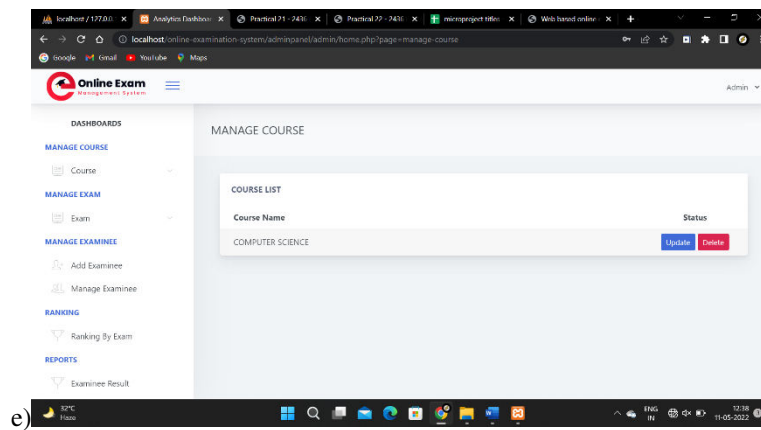 localhost / 127.0.0. Analytics Dashboa Practical 21 - 2436 Practical 22 - 2436 microproject titles Web based online
localhost/online-examination-system/adminpanel/admin/home.php?page=manage-course
Google Gmail YouTube Maps
Online Exam
Management System
Admin
DASHBOARDS
MANAGE COURSE
MANAGE COURSE
Course
COURSE LIST
MANAGE EXAM
Exam
Course Name Status
MANAGE EXAMINEE
COMPUTER SCIENCE Update Delete
Add Examinee
Manage Examinee
RANKING
Ranking By Exam
REPORTS
Examinee Result
e)
32°C
Haze
ENG
IN
12:38
11-05-2022